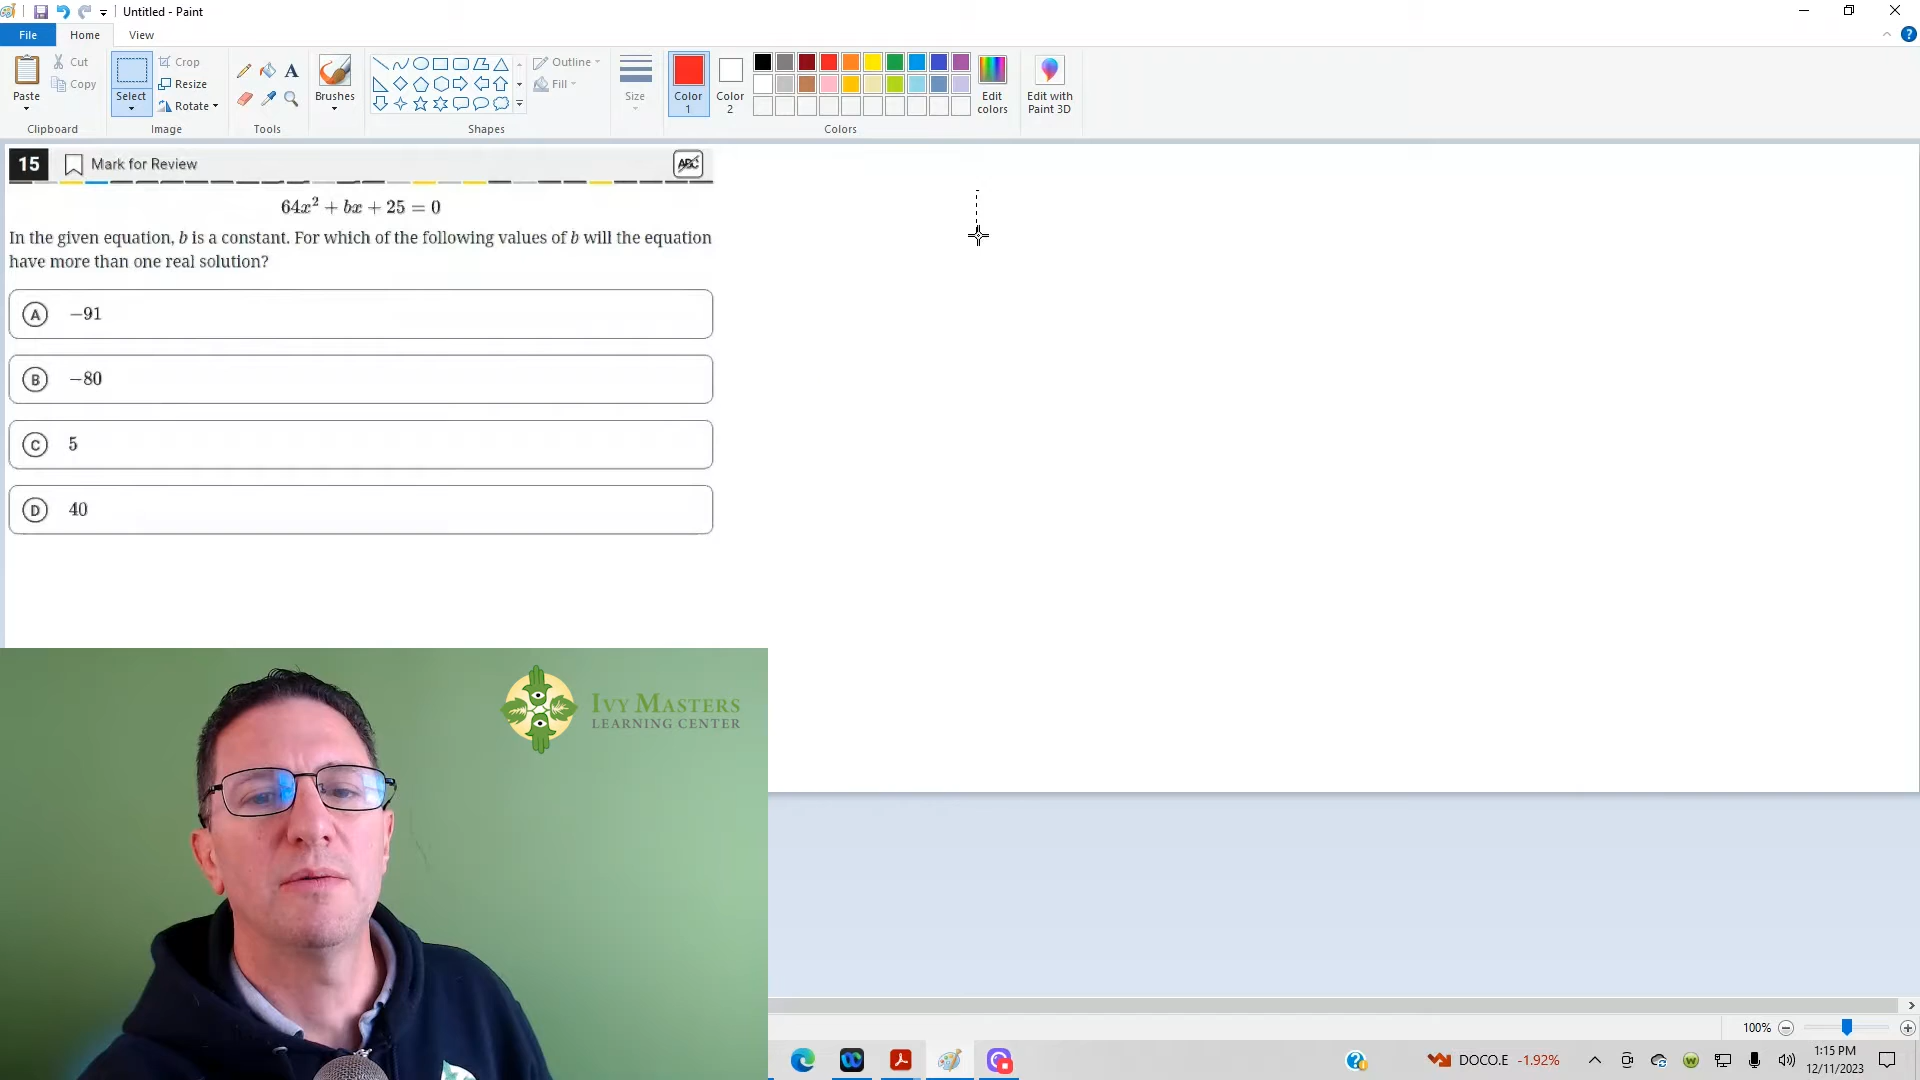 Untitled - Paint
File Home View
Paste
Cut
Copy
Clipboard
Select
Crop
Resize
Rotate
Image
A
Tools
Brushes
Shapes
Outline
Fill
Size
Color 1
Color 2
Colors
Edit colors
Edit with Paint 3D
15 Mark for Review ABC
64x² + bx + 25 = 0
In the given equation, b is a constant. For which of the following values of b will the equation
have more than one real solution?
A −91
B −80
C 5
D 40
IVY MASTERS
LEARNING CENTER
100%
DOCO.E -1.92%
1:15 PM
12/11/2023